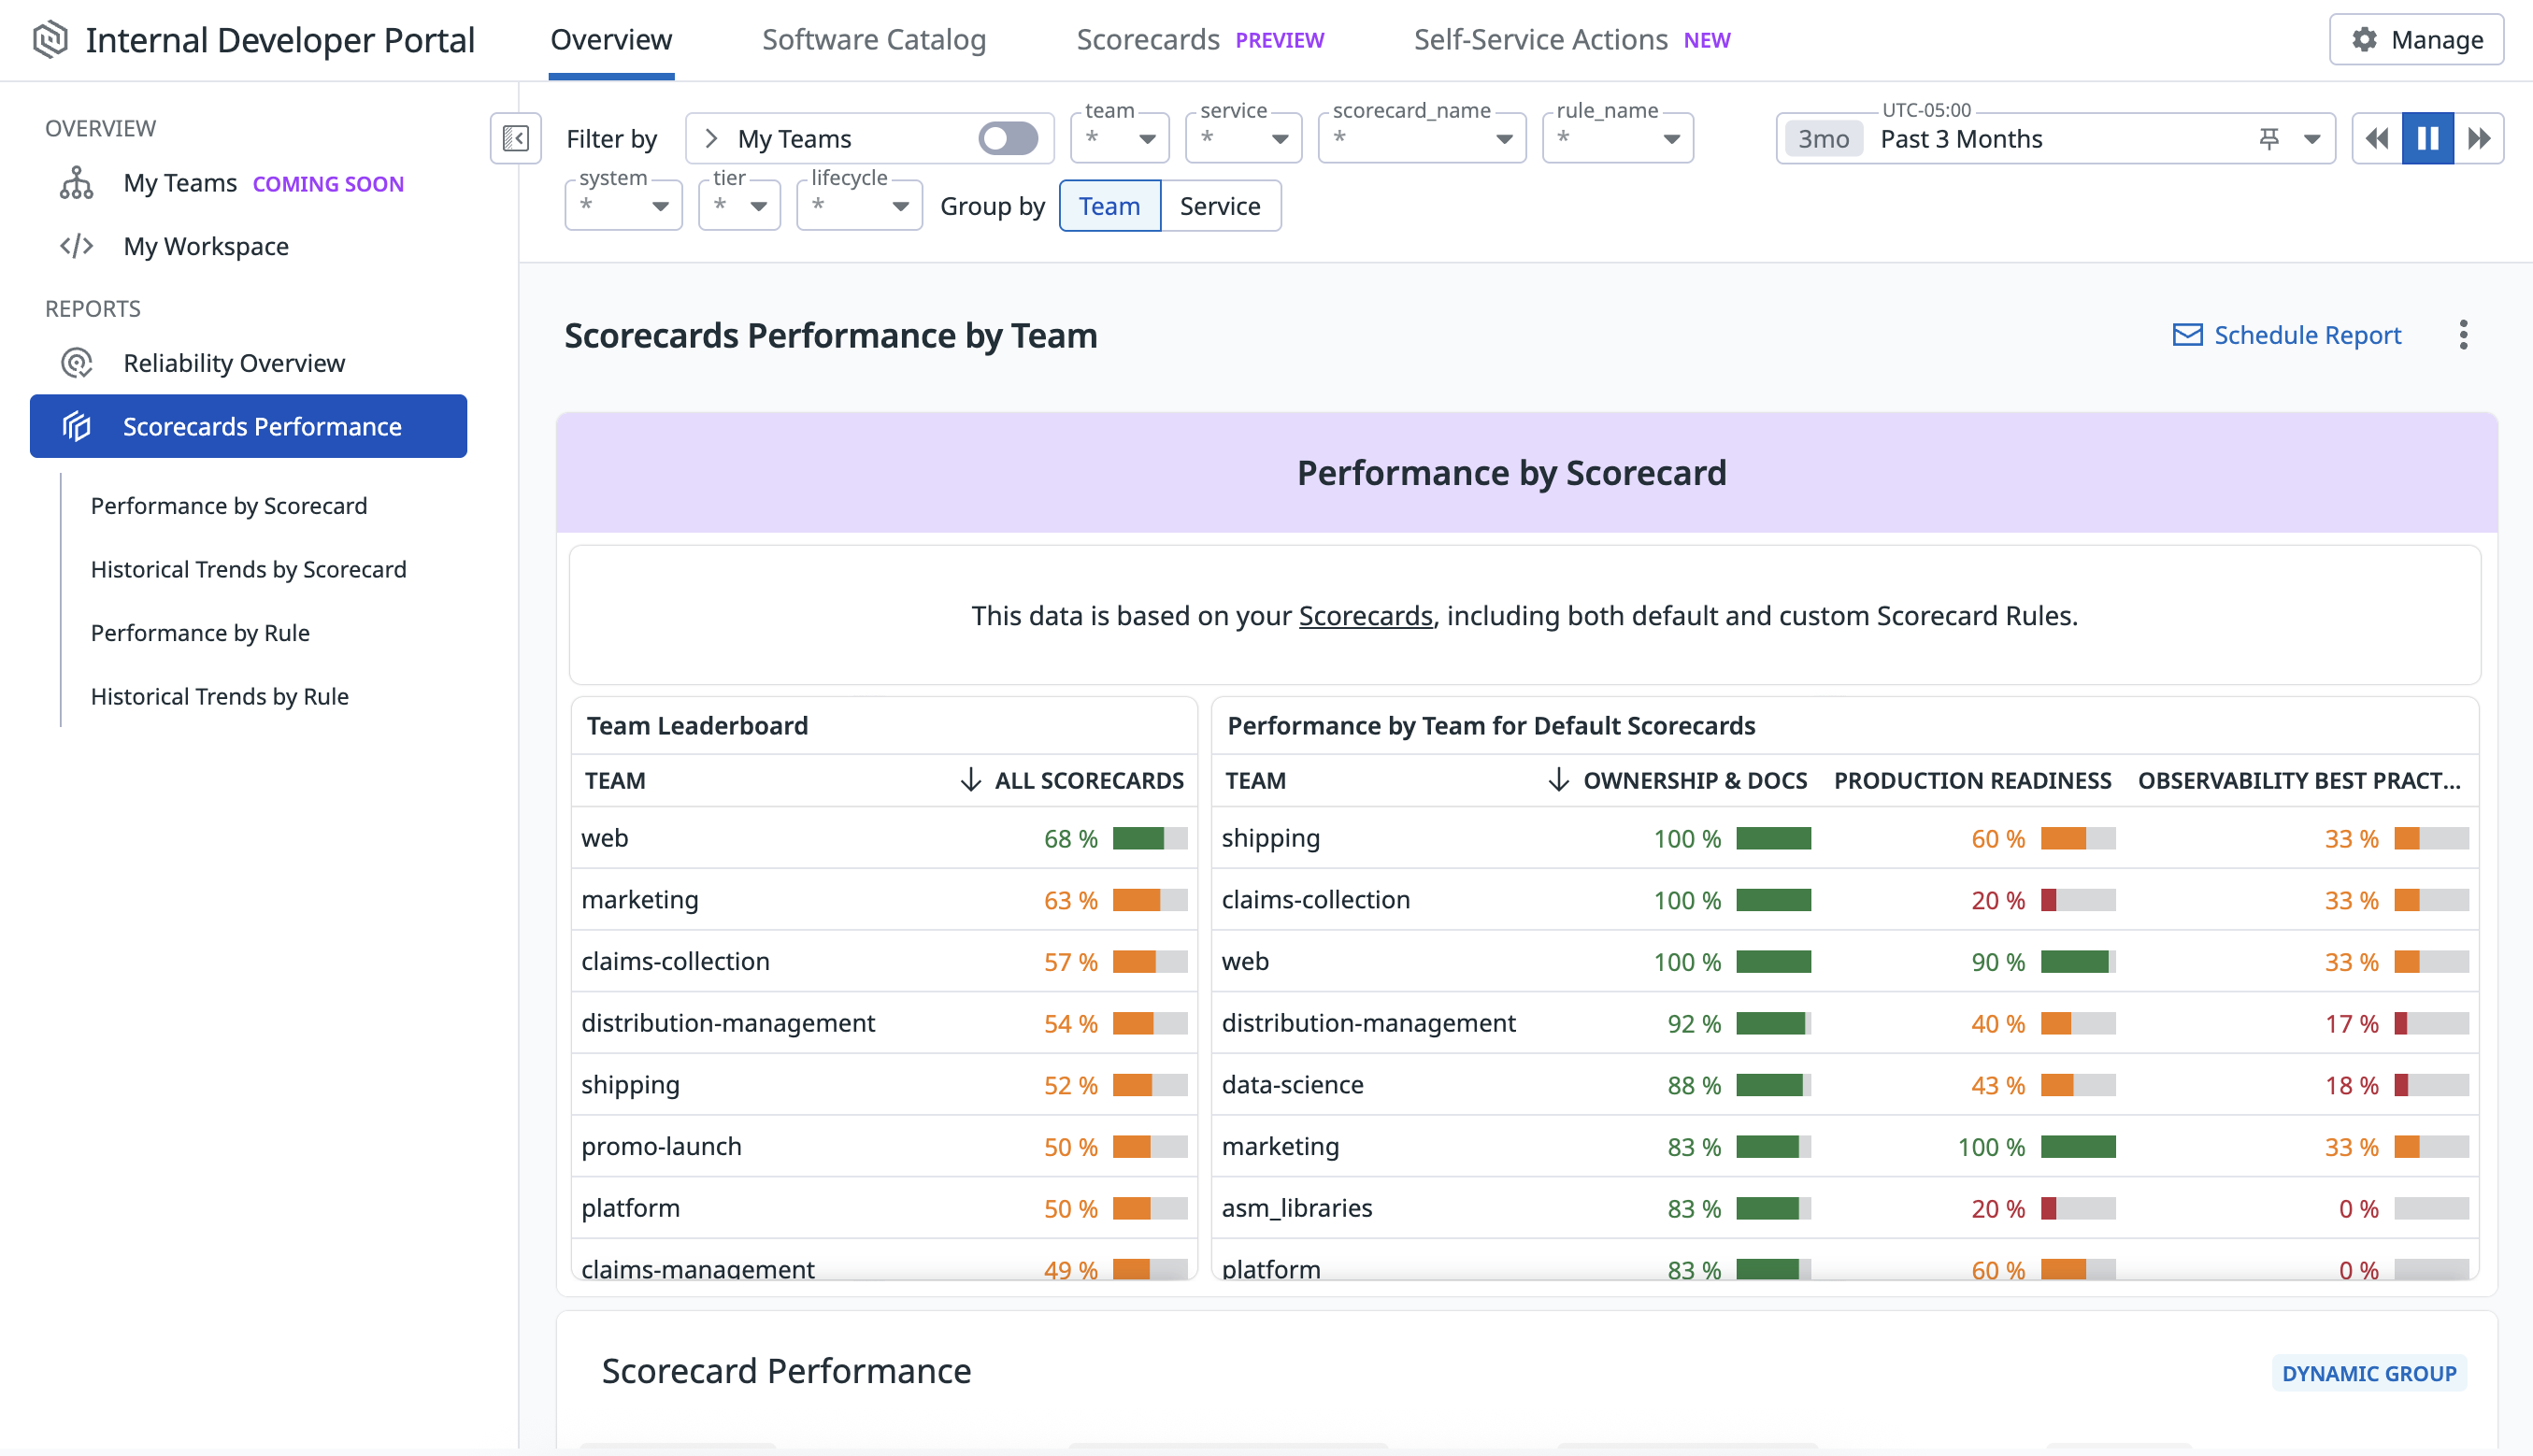 Internal Developer Portal
Overview
Software Catalog
Scorecards PREVIEW
Self-Service Actions NEW
Manage
OVERVIEW
My Teams COMING SOON
My Workspace
REPORTS
Reliability Overview
Scorecards Performance
Performance by Scorecard
Historical Trends by Scorecard
Performance by Rule
Historical Trends by Rule
Filter by
My Teams
team
*
service
*
scorecard_name
*
rule_name
*
UTC-05:00
3mo Past 3 Months
system
*
tier
*
lifecycle
*
Group by
Team
Service
Scorecards Performance by Team
Schedule Report
Performance by Scorecard
This data is based on your Scorecards, including both default and custom Scorecard Rules.
Team Leaderboard
TEAM ALL SCORECARDS
web 68 %
marketing 63 %
claims-collection 57 %
distribution-management 54 %
shipping 52 %
promo-launch 50 %
platform 50 %
claims-management 49 %
Performance by Team for Default Scorecards
TEAM OWNERSHIP & DOCS PRODUCTION READINESS OBSERVABILITY BEST PRACT...
shipping 100 % 60 % 33 %
claims-collection 100 % 20 % 33 %
web 100 % 90 % 33 %
distribution-management 92 % 40 % 17 %
data-science 88 % 43 % 18 %
marketing 83 % 100 % 33 %
asm_libraries 83 % 20 % 0 %
platform 83 % 60 % 0 %
Scorecard Performance
DYNAMIC GROUP